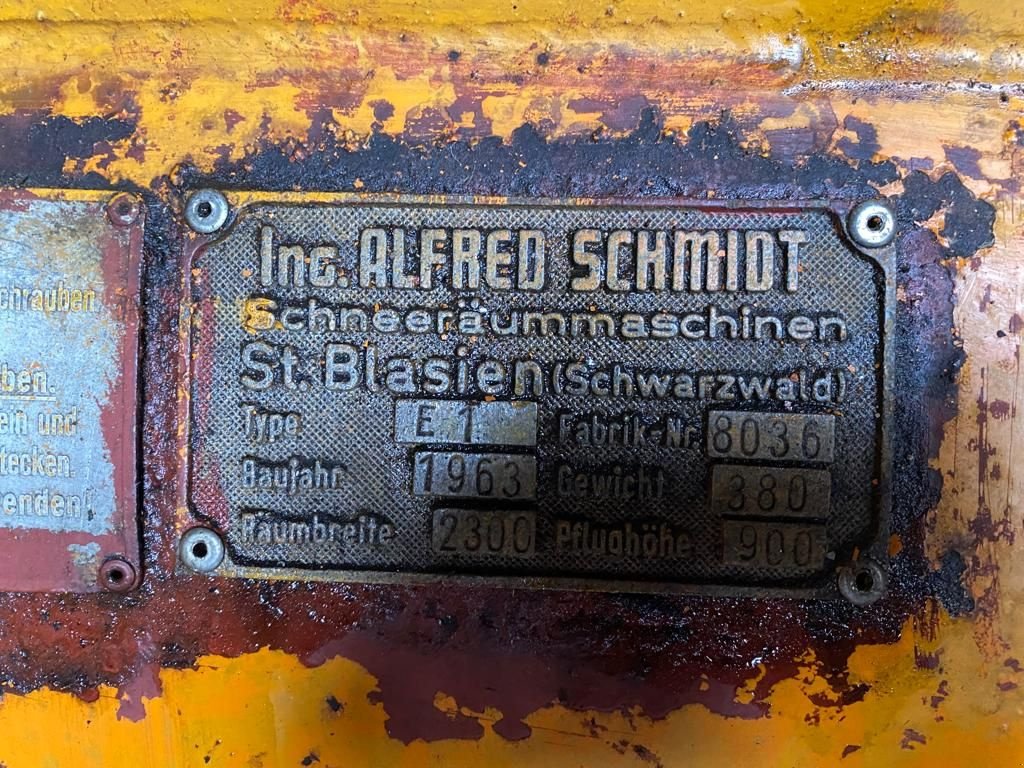 Ing. ALFRED SCHMIDT
Schneeräummaschinen
St. Blasien (Schwarzwald)
Type E 1 Fabrik-Nr. 8036
Baujahr 1963 Gewicht 380
Räumbreite 2300 Pflughöhe 900
chrauben.
ben.
ein und
tecken.
enden!